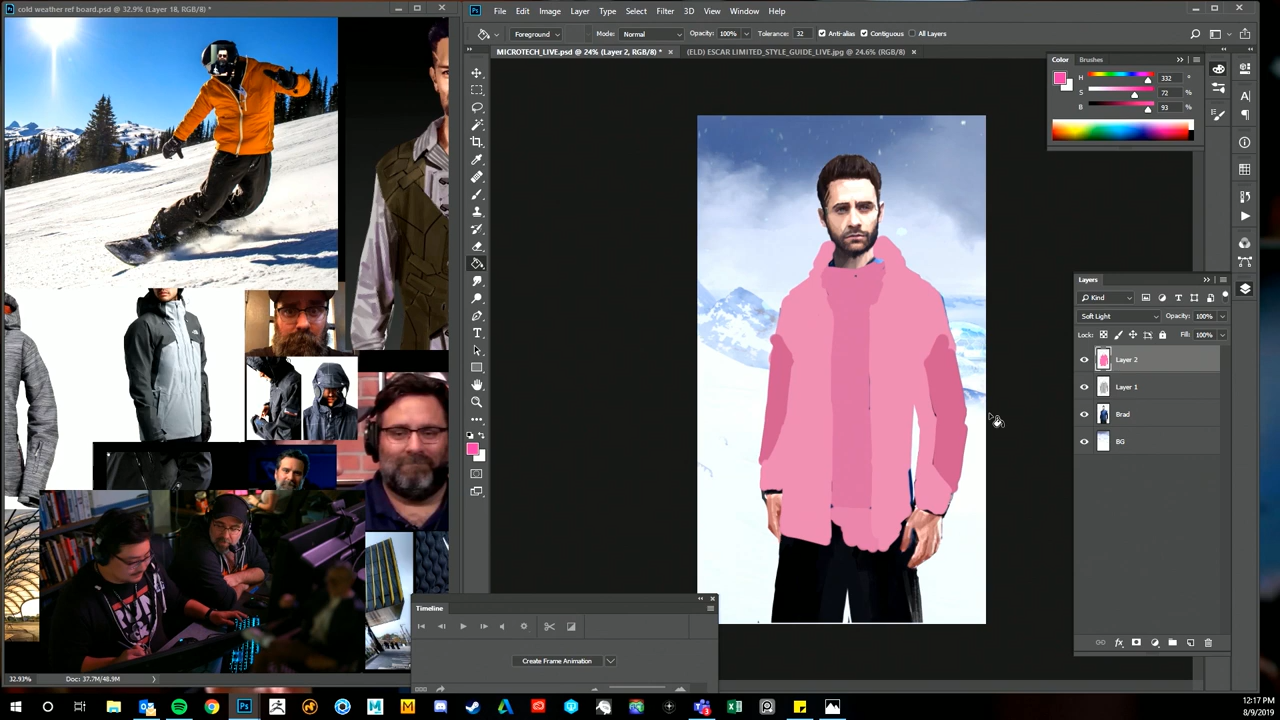 cold weather ref board.psd @ 32.9% (Layer 18, RGB/8) *
Ps
File
Edit
Image
Layer
Type
Select
Filter
3D
View
Window
Help
Foreground
Mode:
Normal
Opacity:
100%
Tolerance:
32
Anti-alias
Contiguous
All Layers
MICROTECH_LIVE.psd @ 24% (Layer 2, RGB/8) *
(ELD) ESCAR LIMITED_STYLE_GUIDE_LIVE.jpg @ 24.6% (RGB/8)
Color
Brushes
H
332
°
S
72
%
B
93
%
Layers
Kind
Soft Light
Opacity:
100%
Lock:
Fill:
100%
Layer 2
Layer 1
Brad
BG
Timeline
Create Frame Animation
32.93%
Doc: 37.7M/48.9M
12:17 PM
8/9/2019